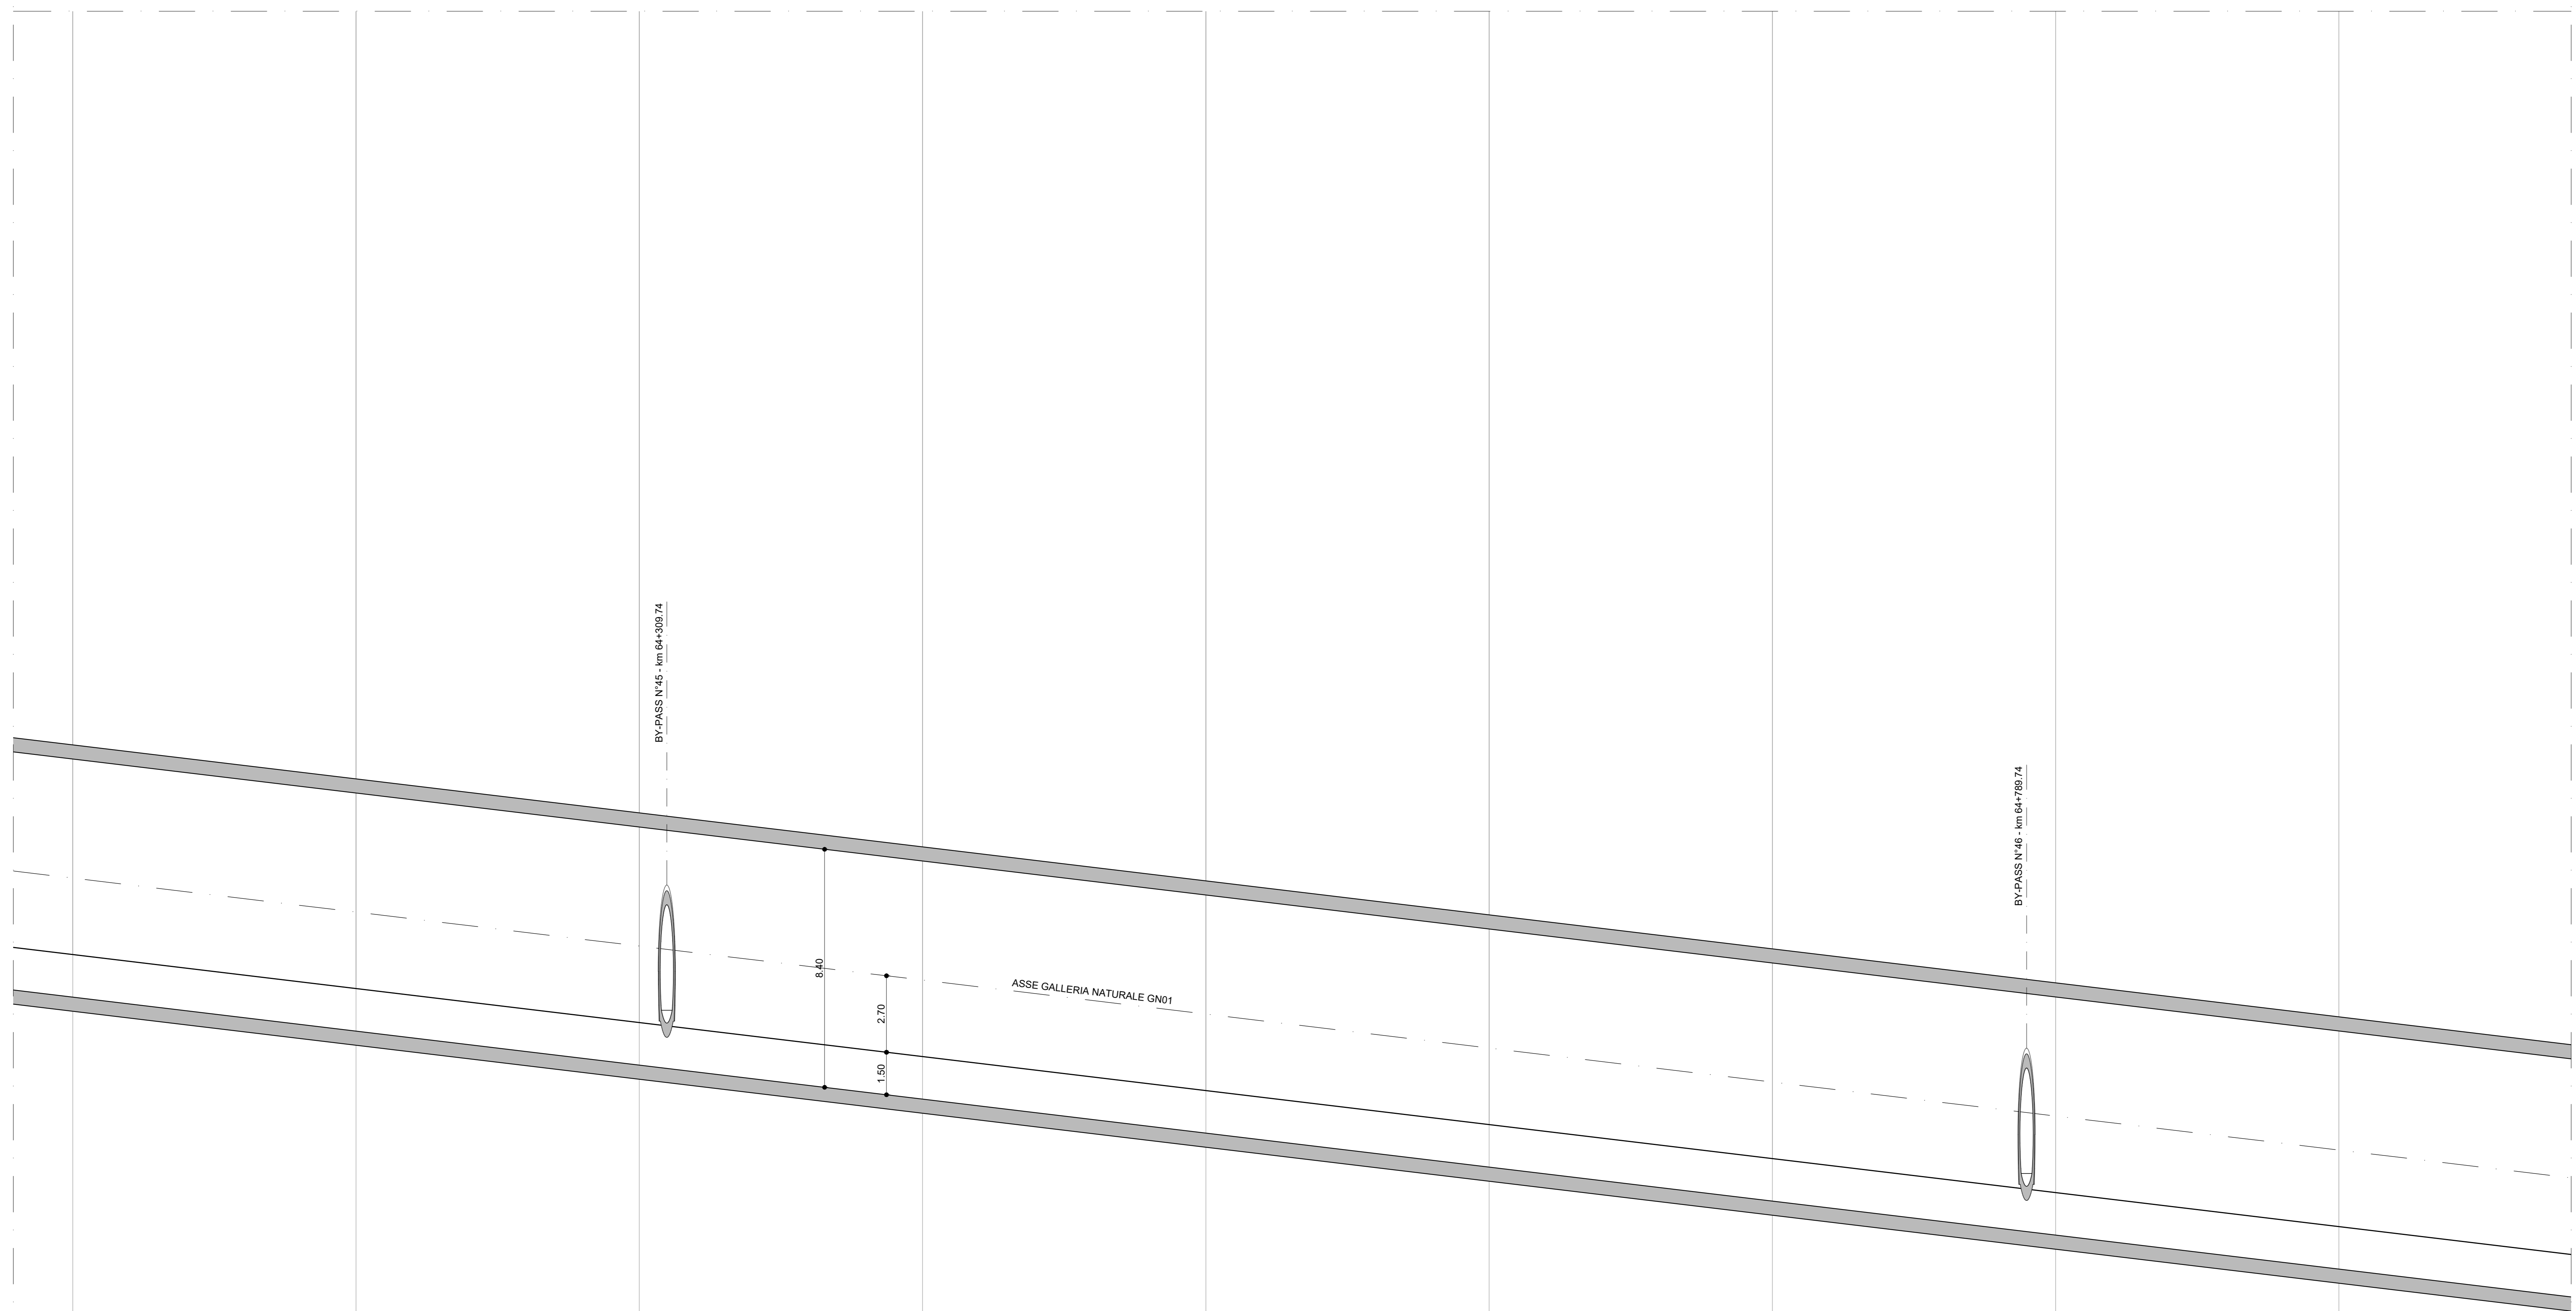 BY-PASS N°45 - km 64+309.74
BY-PASS N°46 - km 64+789.74
8.40
2.70
1.50
ASSE GALLERIA NATURALE GN01